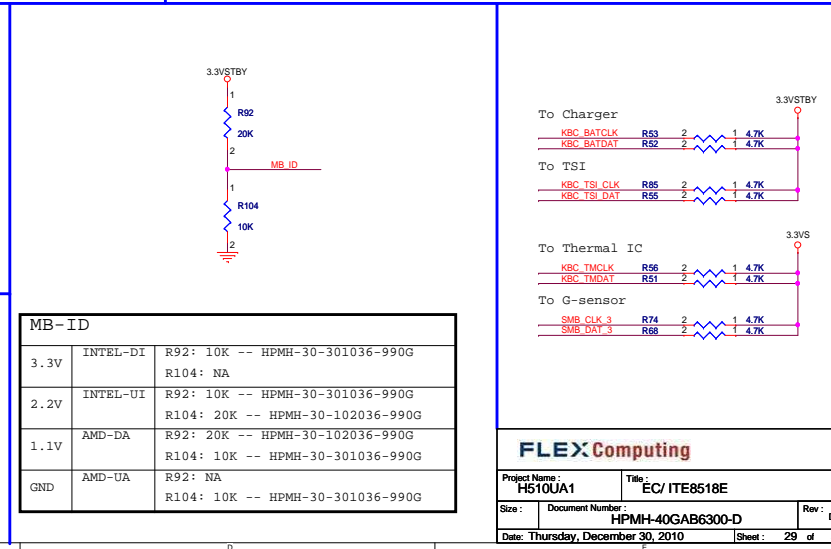 3.3VSTBY
1
R92
20K
2
MB_ID
1
R104
10K
2
3.3VSTBY
To Charger
KBC_BATCLK R53 2 1 4.7K
KBC_BATDAT R52 2 1 4.7K
To TSI
KBC_TSI_CLK R85 2 1 4.7K
KBC_TSI_DAT R55 2 1 4.7K
3.3VS
To Thermal IC
KBC_TMCLK R56 2 1 4.7K
KBC_TMDAT R51 2 1 4.7K
To G-sensor
SMB_CLK_3 R74 2 1 4.7K
SMB_DAT_3 R68 2 1 4.7K
MB-ID
3.3V INTEL-DI R92: 10K -- HPMH-30-301036-990G
R104: NA
2.2V INTEL-UI R92: 10K -- HPMH-30-301036-990G
R104: 20K -- HPMH-30-102036-990G
1.1V AMD-DA R92: 20K -- HPMH-30-102036-990G
R104: 10K -- HPMH-30-301036-990G
GND AMD-UA R92: NA
R104: 10K -- HPMH-30-301036-990G
FLEX Computing
Project Name : Title :
H510UA1 EC/ ITE8518E
Size : Document Number : Rev :
HPMH-40GAB6300-D
Date: Thursday, December 30, 2010 Sheet : 29 of